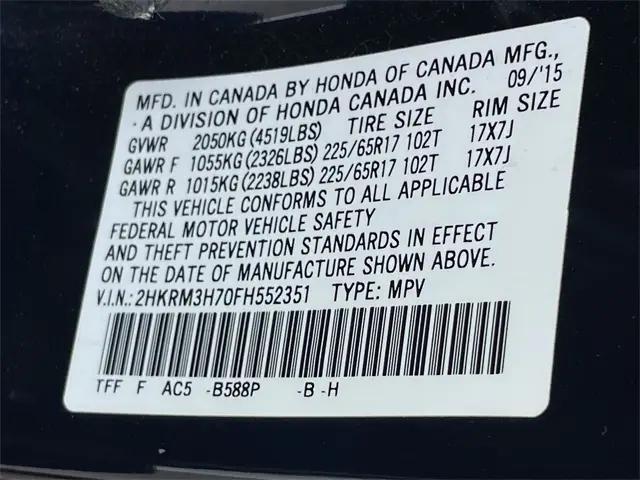 MFD. IN CANADA BY HONDA OF CANADA MFG.,
A DIVISION OF HONDA CANADA INC. 09/'15
GVWR 2050KG (4519LBS) TIRE SIZE RIM SIZE
GAWR F 1055KG (2326LBS) 225/65R17 102T 17X7J
GAWR R 1015KG (2238LBS) 225/65R17 102T 17X7J
THIS VEHICLE CONFORMS TO ALL APPLICABLE
FEDERAL MOTOR VEHICLE SAFETY
AND THEFT PREVENTION STANDARDS IN EFFECT
ON THE DATE OF MANUFACTURE SHOWN ABOVE.
V.I.N.: 2HKRM3H70FH552351 TYPE: MPV
TFF F AC5 -B588P -B -H